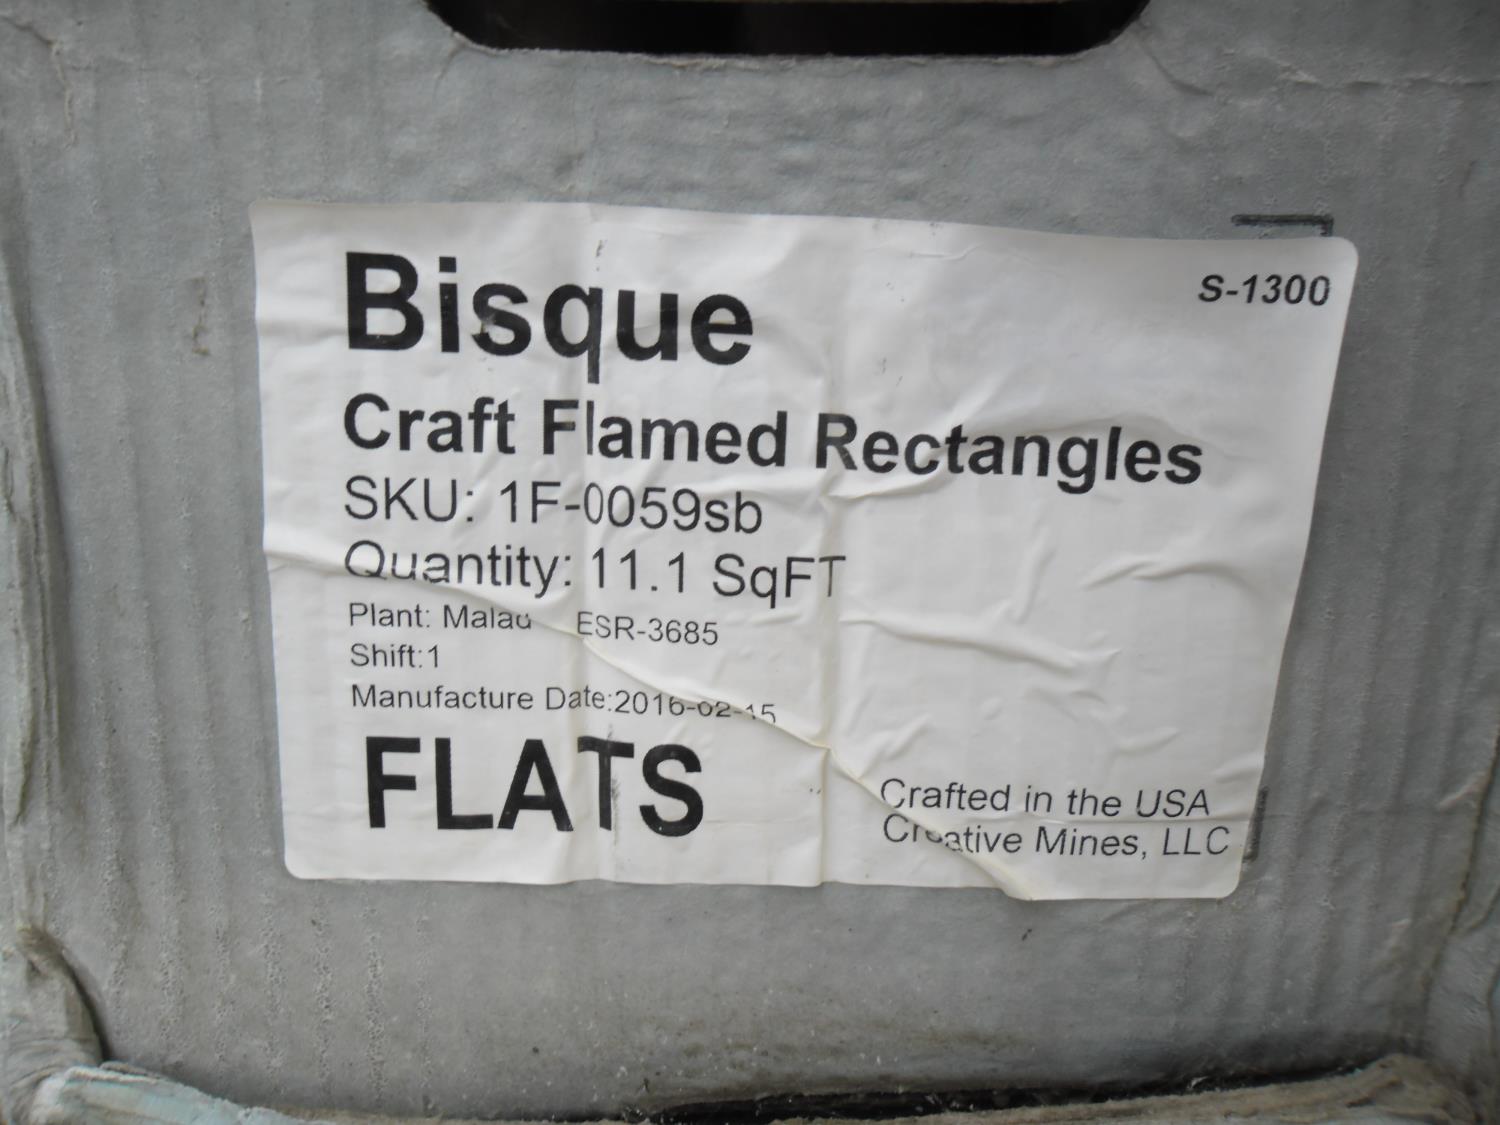 Bisque
S-1300
Craft Flamed Rectangles
SKU: 1F-0059sb
Quantity: 11.1 SqFT
Plant: Malad ESR-3685
Shift:1
Manufacture Date:2016-02-15
FLATS
Crafted in the USA
Creative Mines, LLC